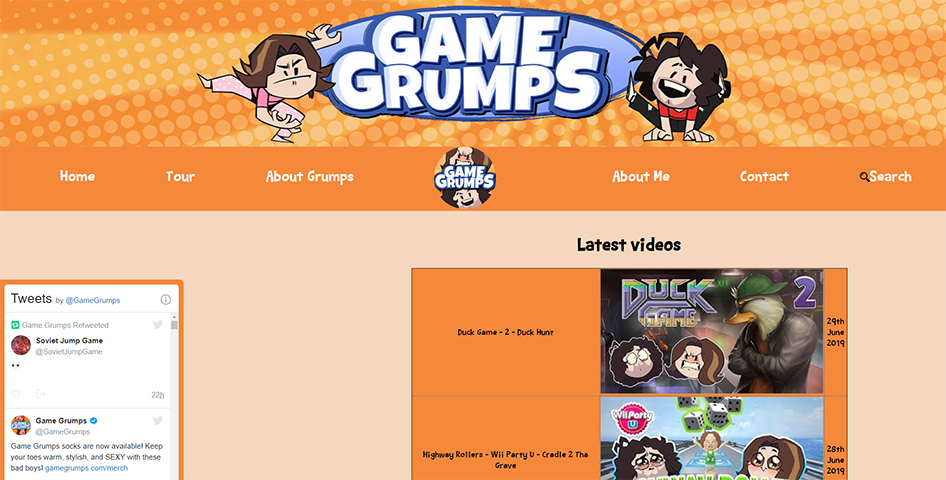 GAME
GRUMPS
Home
Tour
About Grumps
GAME
GRUMPS
About Me
Contact
Search
Latest videos
Tweets by @GameGrumps
Game Grumps Retweeted
Soviet Jump Game
@SovietJumpGame
22h
Game Grumps
@GameGrumps
Game Grumps socks are now available! Keep
your toes warm, stylish, and SEXY with these
bad boys! gamegrumps.com/merch
Duck Game - 2 - Duck Hunt
DUCK
GAME
EXIT
2
29th
June
2019
Highway Rollers - Wii Party U - Cradle 2 Tha
Grave
Wii Party
U
28th
June
2019